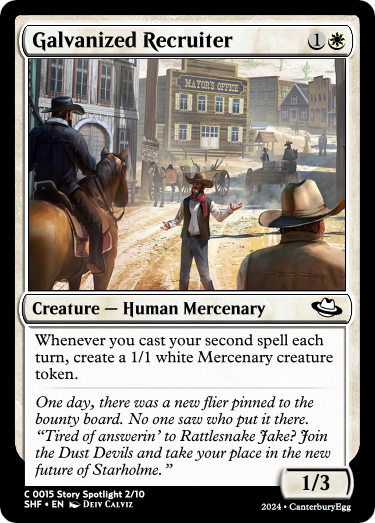 Galvanized Recruiter 1
MAYOR'S OFFICE
Creature — Human Mercenary
Whenever you cast your second spell each
turn, create a 1/1 white Mercenary creature
token.
One day, there was a new flier pinned to the
bounty board. No one saw who put it there.
“Tired of answerin’ to Rattlesnake Jake? Join
the Dust Devils and take your place in the new
future of Starholme.”
1/3
C 0015 Story Spotlight 2/10
SHF • EN Deiv Calviz
2024 • CanterburyEgg